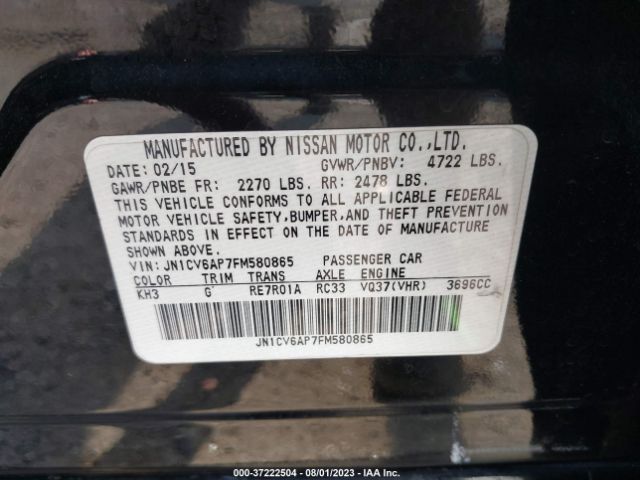 MANUFACTURED BY NISSAN MOTOR CO.,LTD.
DATE: 02/15 GVWR/PNBV: 4722 LBS.
GAWR/PNBE FR: 2270 LBS. RR: 2478 LBS.
THIS VEHICLE CONFORMS TO ALL APPLICABLE FEDERAL
MOTOR VEHICLE SAFETY,BUMPER,AND THEFT PREVENTION
STANDARDS IN EFFECT ON THE DATE OF MANUFACTURE
SHOWN ABOVE.
VIN: JN1CV6AP7FM580865 PASSENGER CAR
COLOR TRIM TRANS AXLE ENGINE
KH3 G RE7R01A RC33 VQ37(VHR) 3696CC
JN1CV6AP7FM580865
000-37222504 - 08/01/2023 - IAA Inc.